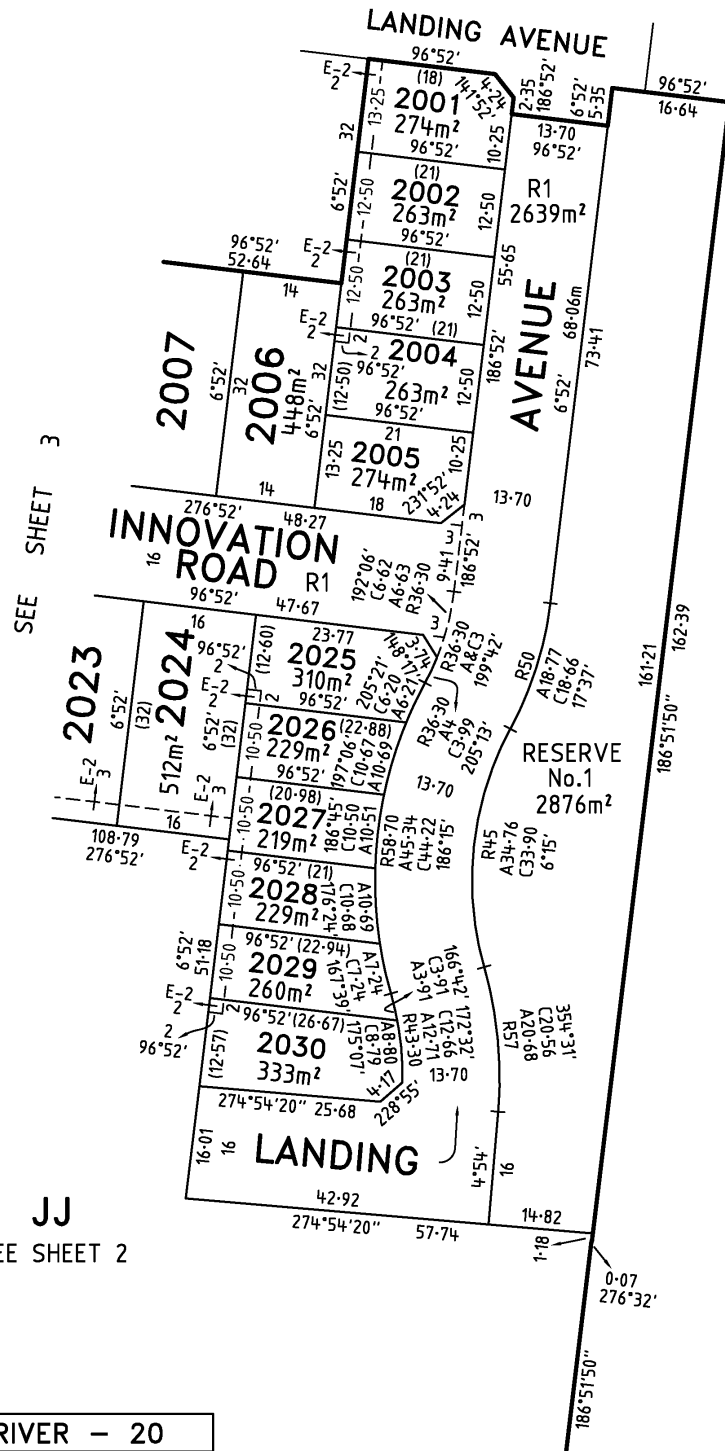 LANDING AVENUE
96°52'
E-2
2
(18)
4·24
141°52'
2·35
186°52'
6°52'
5·35
96°52'
16·64
13·25
2001
274m²
96°52'
10·25
13·70
96°52'
32
6°52'
(21)
2002
263m²
96°52'
12·50
12·50
R1
2639m²
E-2
2
(21)
2003
263m²
96°52' (21)
12·50
12·50
55·65
96°52'
52·64
14
E-2
2
2
2
96°52'
2004
263m²
96°52'
(12·50)
12·50
186°52'
AVENUE
68·06m
73·41
6°52'
2007
6°52'
32
2006
448m²
6°52'
32
21
2005
274m²
13·25
10·25
231°52'
4·24
18
14
13·70
276°52'
48·27
3
3
9·41
186°52'
SEE SHEET 3
INNOVATION
ROAD R1
16
192°06'
C6·62
A6·63
R36·30
3
96°52'
47·67
16
23·77
3·74
148°17'
R36·30
A&C3
199°42'
R50
A18·77
C18·66
17°37'
161·21
162·39
186°51'50"
2023
6°52'
(32)
2024
512m²
6°52'
(32)
96°52'
2
E-2
2
2
(12·60)
2025
310m²
96°52'
205°21'
C6·20
A6·21
R36·30
A4
C3·99
205°13'
2026
(22·88)
229m²
96°52'
10·50
197°06'
C10·67
A10·69
13·70
RESERVE
No.1
2876m²
E-2
3
E-2
3
16
(20·98)
2027
219m²
10·50
186°45'
C10·50
A10·51
R58·70
A45·34
C44·22
186°15'
R45
A34·76
C33·90
6°15'
108·79
276°52'
E-2
2
96°52' (21)
2028
229m²
10·50
176°24'
C10·68
A10·69
6°52'
51·18
96°52' (22·94)
2029
260m²
10·50
167°39'
C7·24
A7·24
A3·91
C3·91
166°42'
E-2
2
2
2
96°52'
96°52' (26·67)
2030
333m²
(12·57)
175°07'
C8·79
A8·80
R43·30
A12·71
C12·66
172°32'
R57
A20·68
C20·56
354°31'
4·17
228°55'
13·70
274°54'20" 25·68
16·01
16
LANDING
4°54'
16
42·92
14·82
274°54'20" 57·74
1·18
0·07
276°32'
JJ
EE SHEET 2
186°51'50"
RIVER – 20